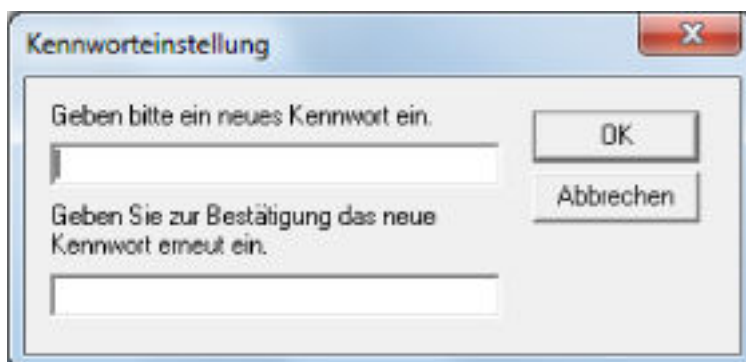 Kennworteinstellung
Geben bitte ein neues Kennwort ein.
OK
Abbrechen
Geben Sie zur Bestätigung das neue
Kennwort erneut ein.